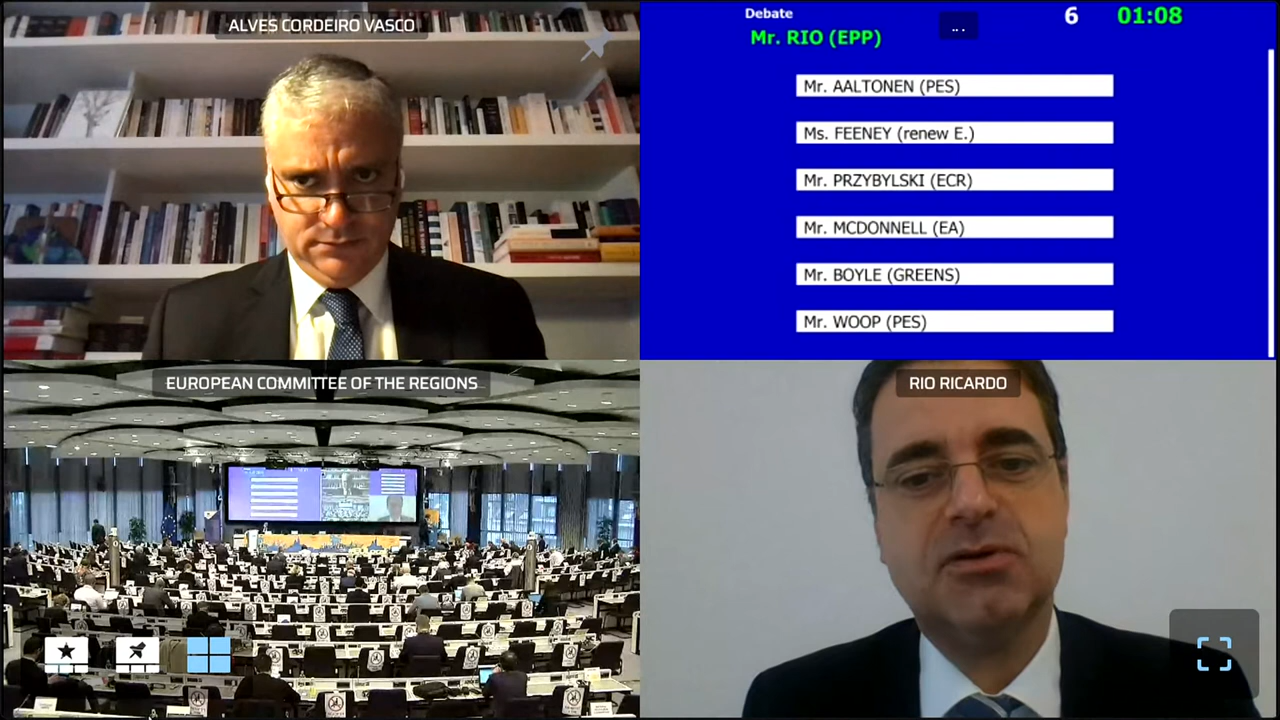 ALVES CORDEIRO VASCO
Debate
Mr. RIO (EPP)
...
6
01:08
Mr. AALTONEN (PES)
Ms. FEENEY (renew E.)
Mr. PRZYBYLSKI (ECR)
Mr. MCDONNELL (EA)
Mr. BOYLE (GREENS)
Mr. WOOP (PES)
EUROPEAN COMMITTEE OF THE REGIONS
RIO RICARDO